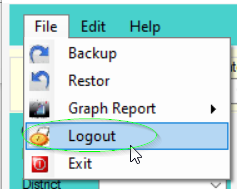 File Edit Help
Backup
Restor
Graph Report
Logout
Exit
District